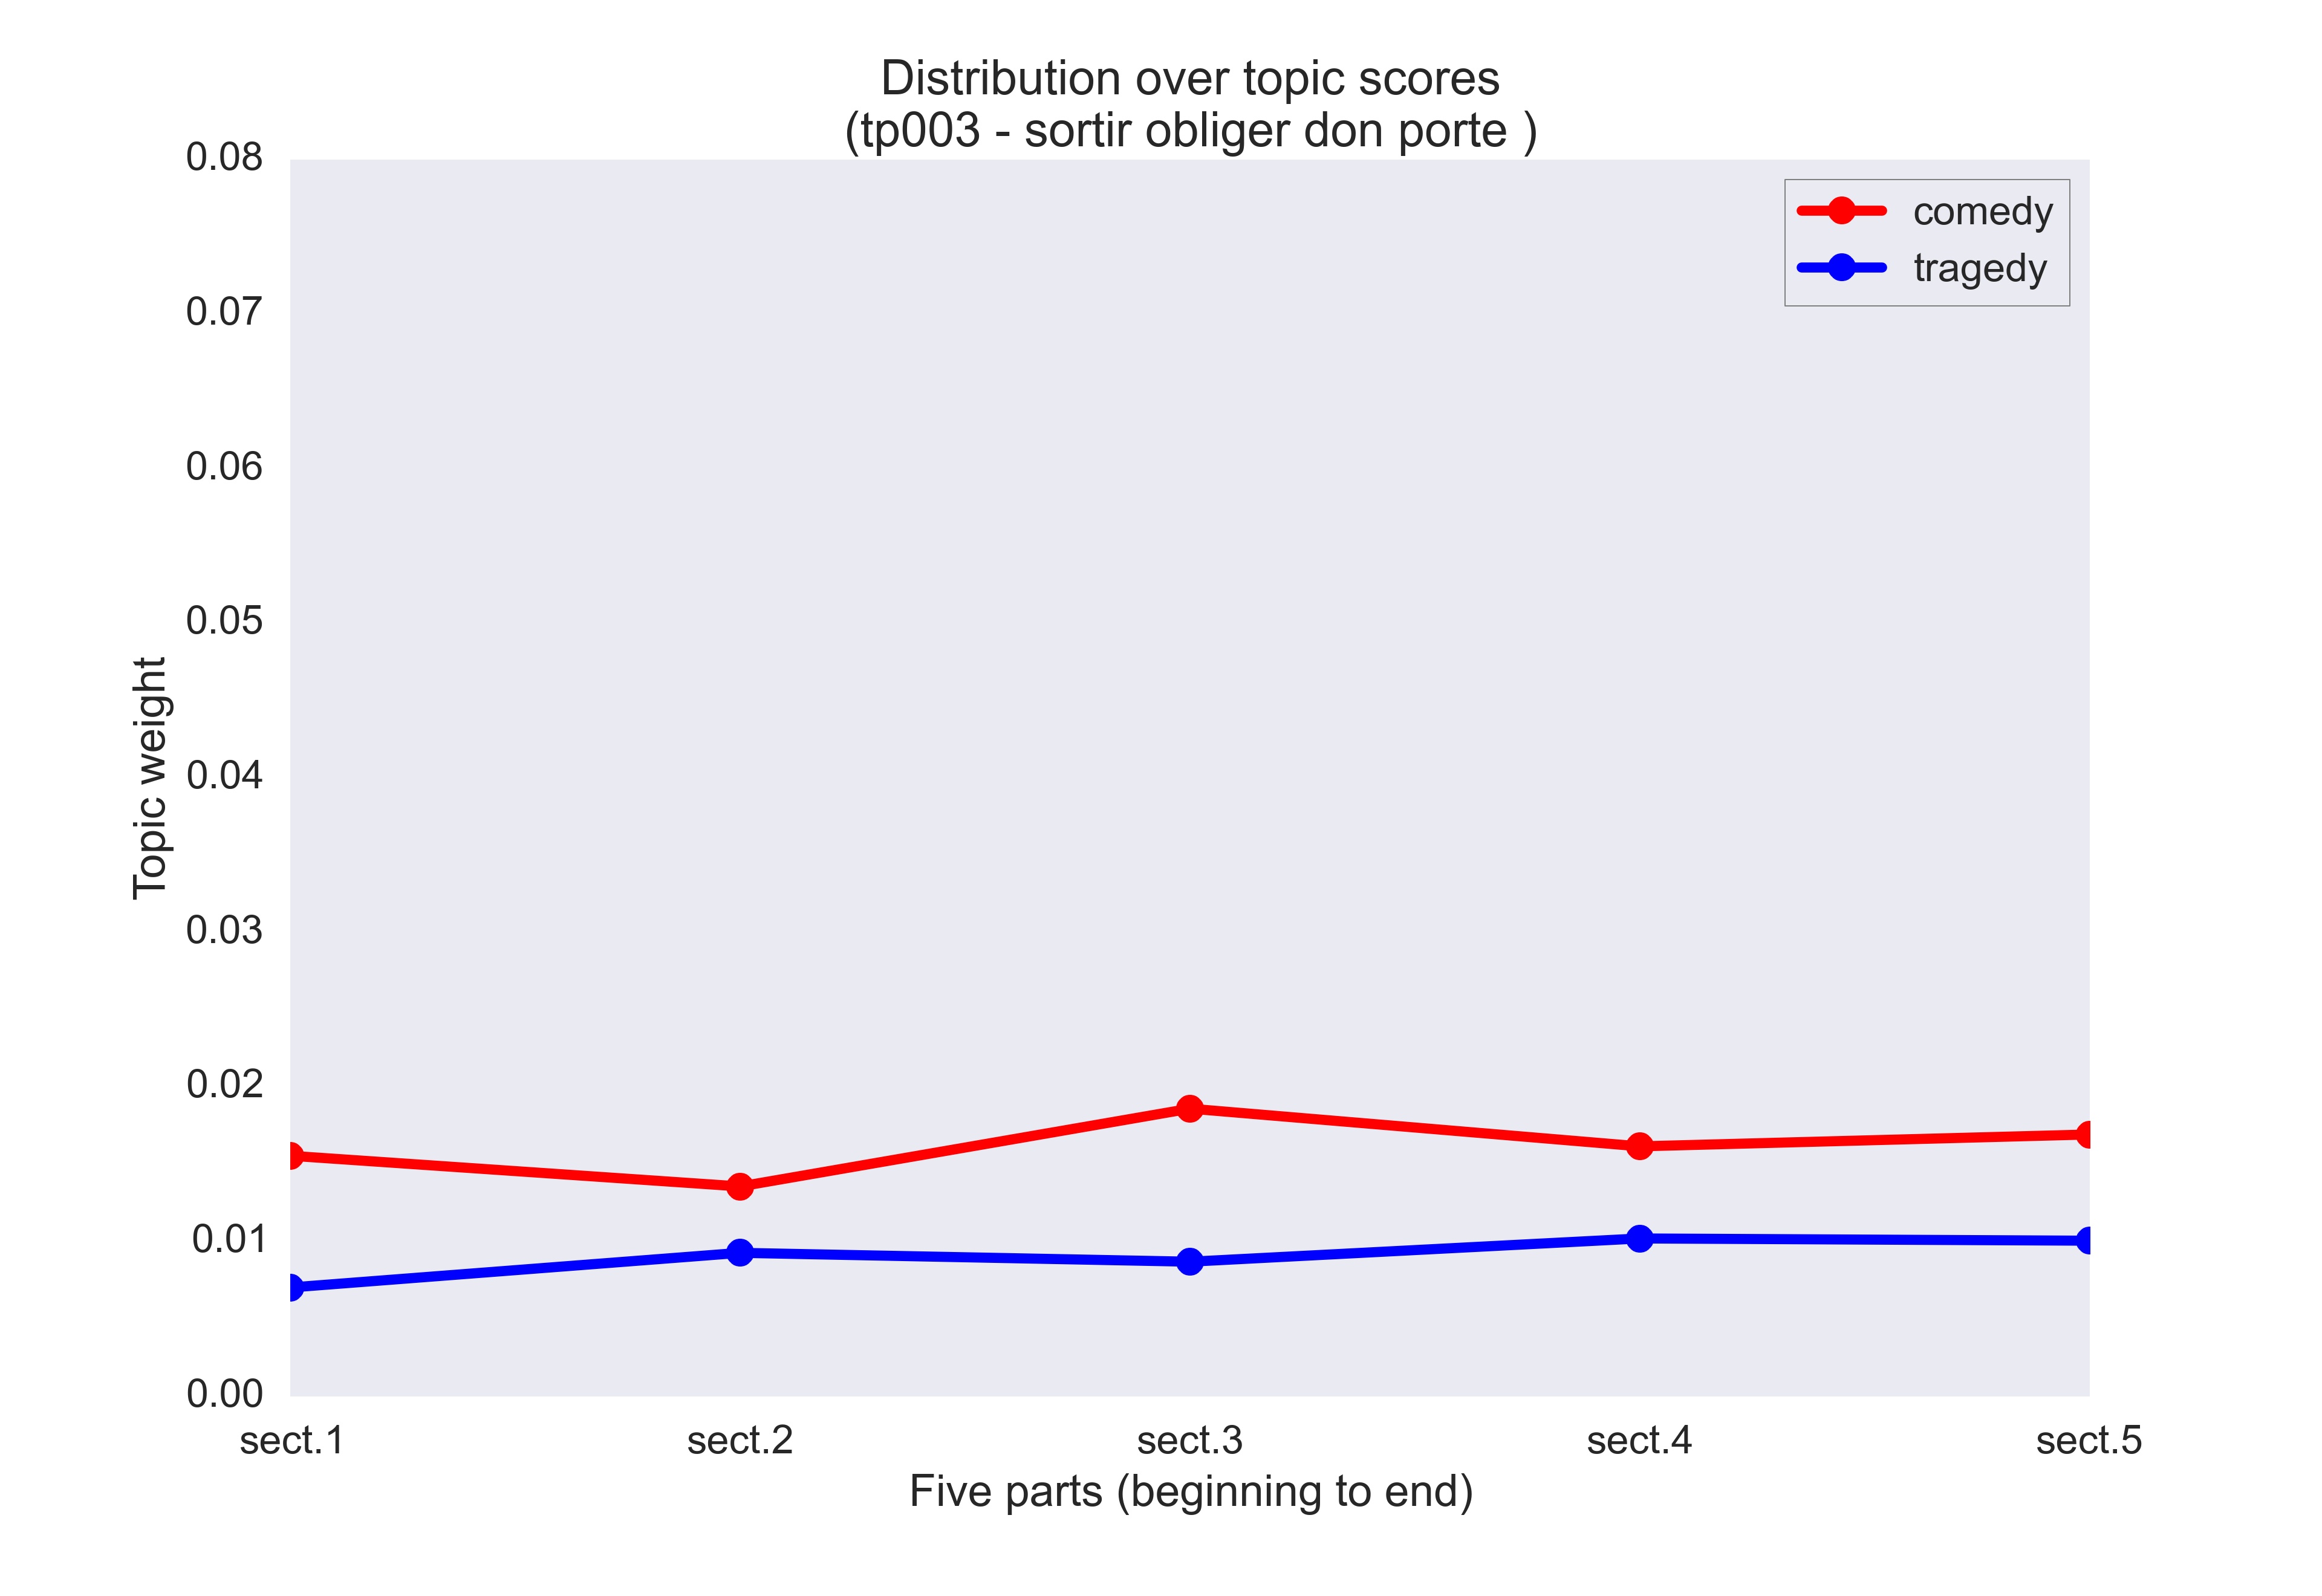 Distribution over topic scores
(tp003 - sortir obliger don porte )
0.08
0.07
0.06
0.05
0.04
0.03
0.02
0.01
0.00
Topic weight
comedy
tragedy
sect.1
sect.2
sect.3
sect.4
sect.5
Five parts (beginning to end)